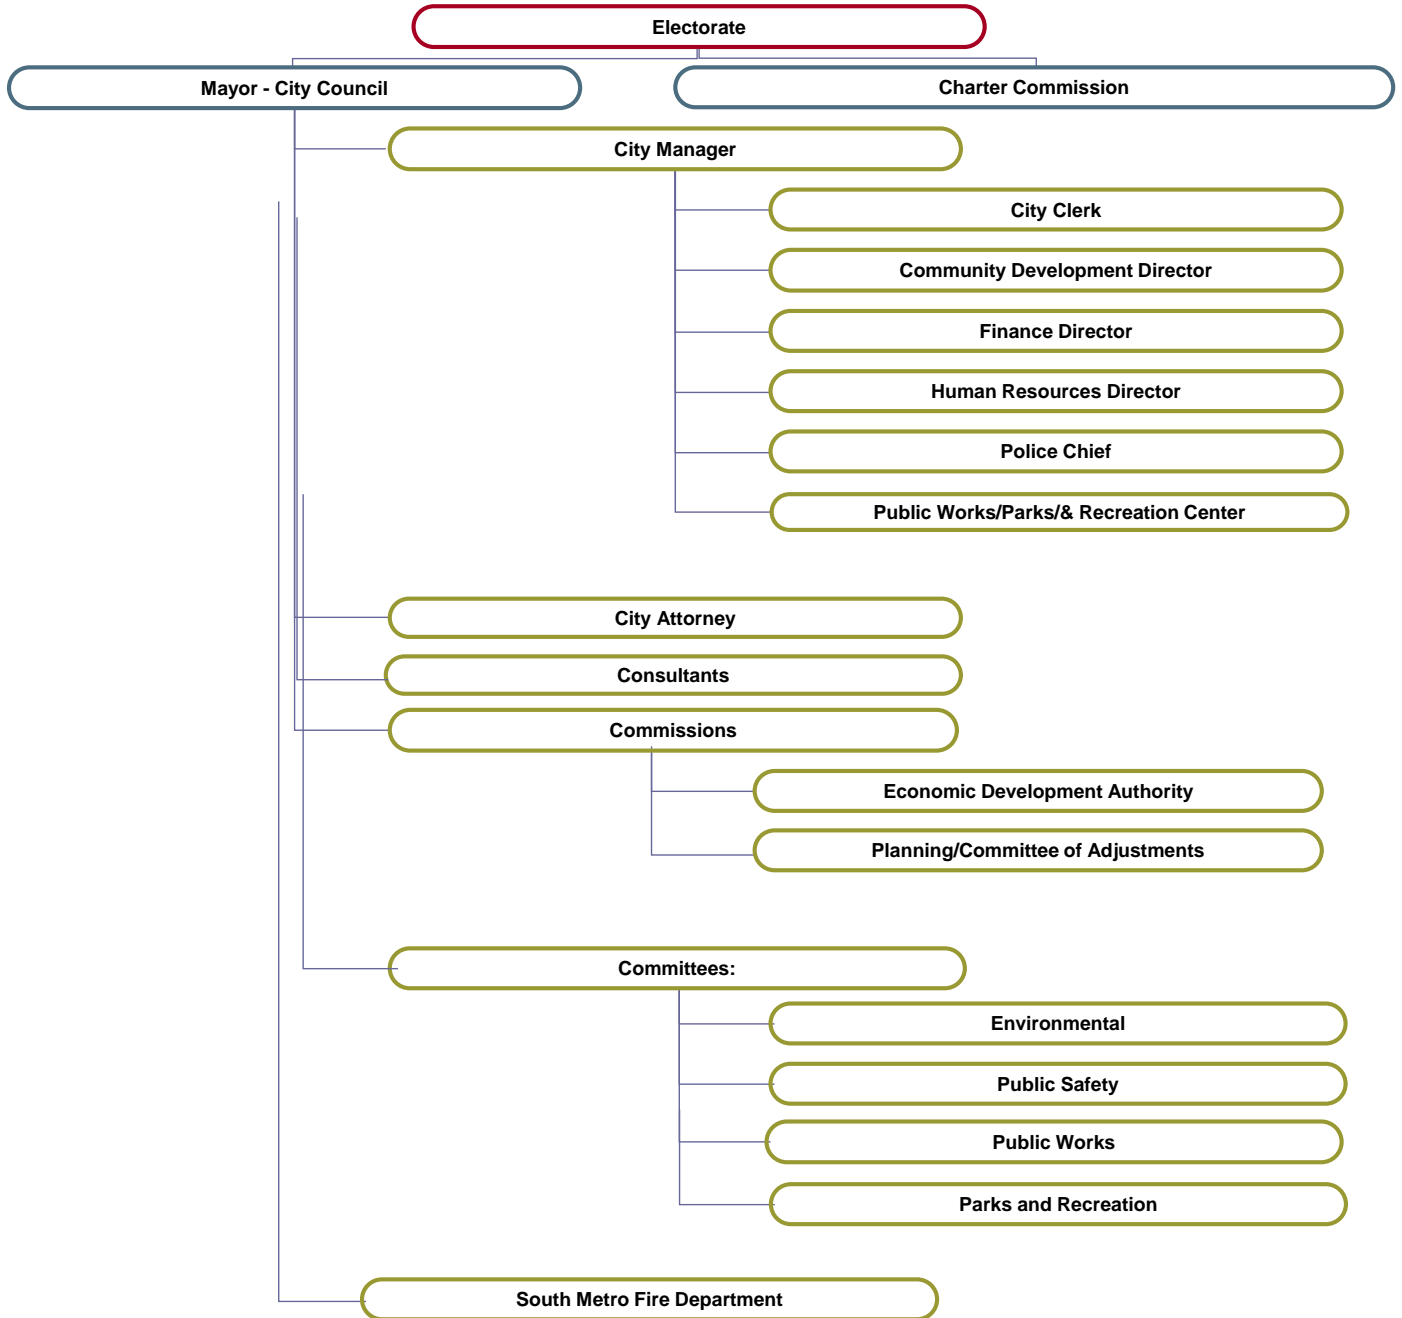 Electorate
Mayor - City Council
Charter Commission
City Manager
City Clerk
Community Development Director
Finance Director
Human Resources Director
Police Chief
Public Works/Parks/& Recreation Center
City Attorney
Consultants
Commissions
Economic Development Authority
Planning/Committee of Adjustments
Committees:
Environmental
Public Safety
Public Works
Parks and Recreation
South Metro Fire Department